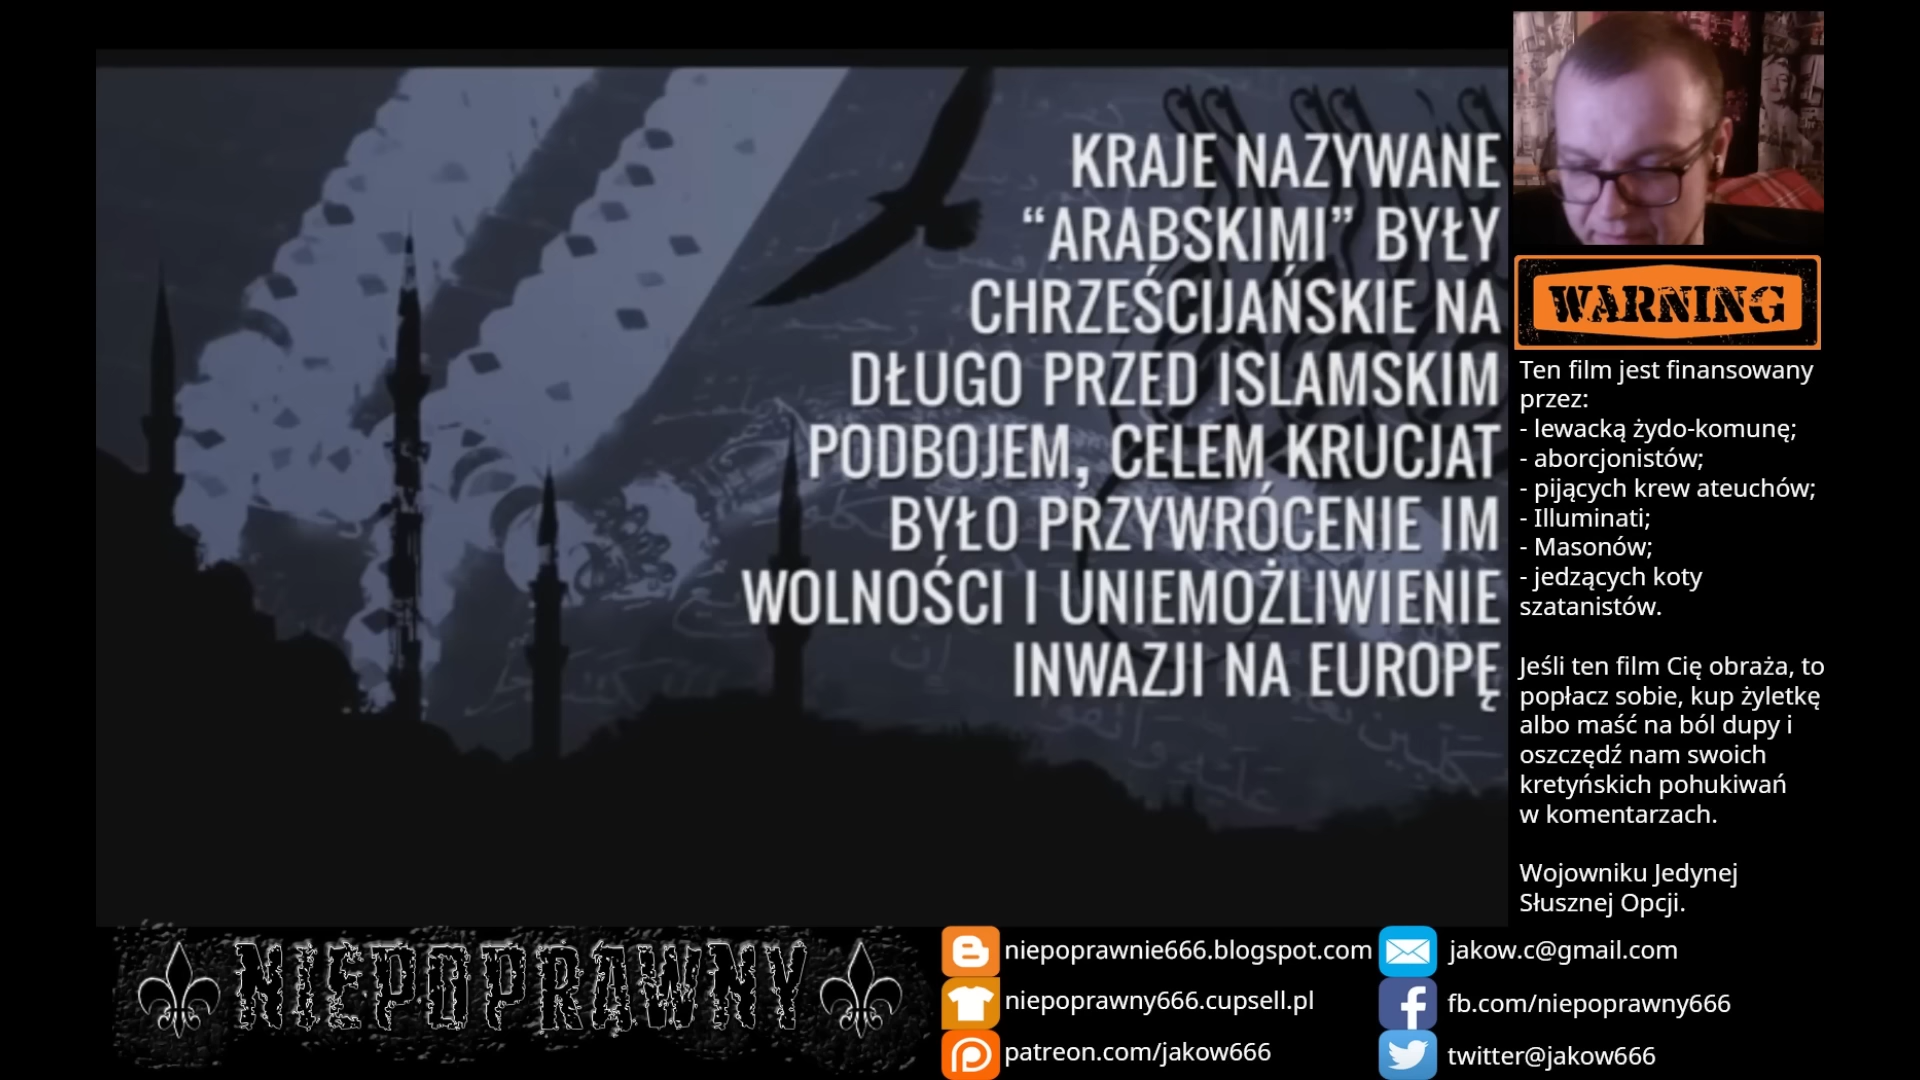 KRAJE NAZYWANE
“ARABSKIMI” BYŁY
CHRZEŚCIJAŃSKIE NA
DŁUGO PRZED ISLAMSKIM
PODBOJEM, CELEM KRUCJAT
BYŁO PRZYWRÓCENIE IM
WOLNOŚCI I UNIEMOŻLIWIENIE
INWAZJI NA EUROPĘ
WARNING
Ten film jest finansowany
przez:
- lewacką żydo-komunę;
- aborcjonistów;
- pijących krew ateuchów;
- Illuminati;
- Masonów;
- jedzących koty
szatanistów.
Jeśli ten film Cię obraża, to
popłacz sobie, kup żyletkę
albo maść na ból dupy i
oszczędź nam swoich
kretyńskich pohukiwań
w komentarzach.
Wojowniku Jedynej
Słusznej Opcji.
NIEPOPRAWNY
niepoprawnie666.blogspot.com
niepoprawny666.cupsell.pl
patreon.com/jakow666
jakow.c@gmail.com
fb.com/niepoprawny666
twitter@jakow666